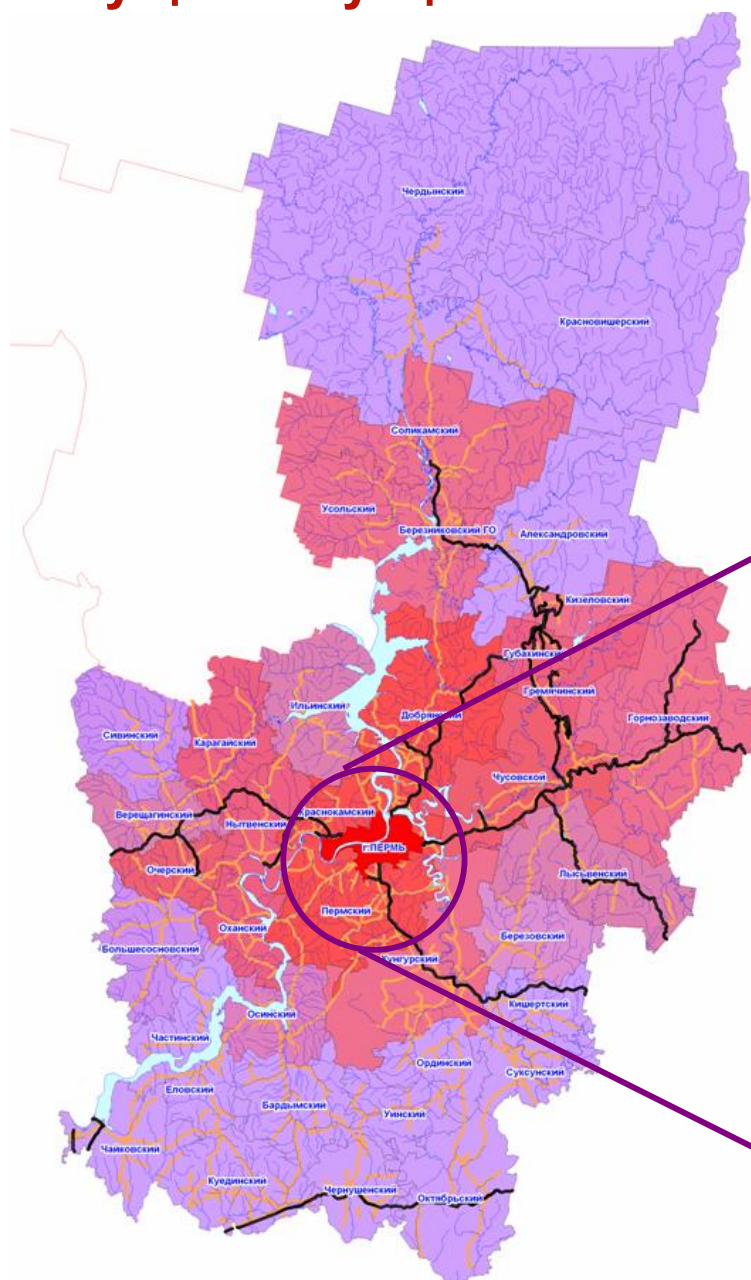 Чердынский
Красновишерский
Соликамский
Усольский
Березниковский ГО
Александровский
Кизеловский
Губахинский
Гремячинский
Ильинский
Добрянский
Горнозаводский
Сивинский
Карагайский
Чусовской
Верещагинский
Краснокамский
Нытвенский
г.ПЕРМЬ
Очерский
Лысьвенский
Пермский
Оханский
Березовский
Большесосновский
Кунгурский
Кишертский
Осинский
Частинский
Ординский
Суксунский
Еловский
Бардымский
Уинский
Чайковский
Куединский
Чернушенский
Октябрьский